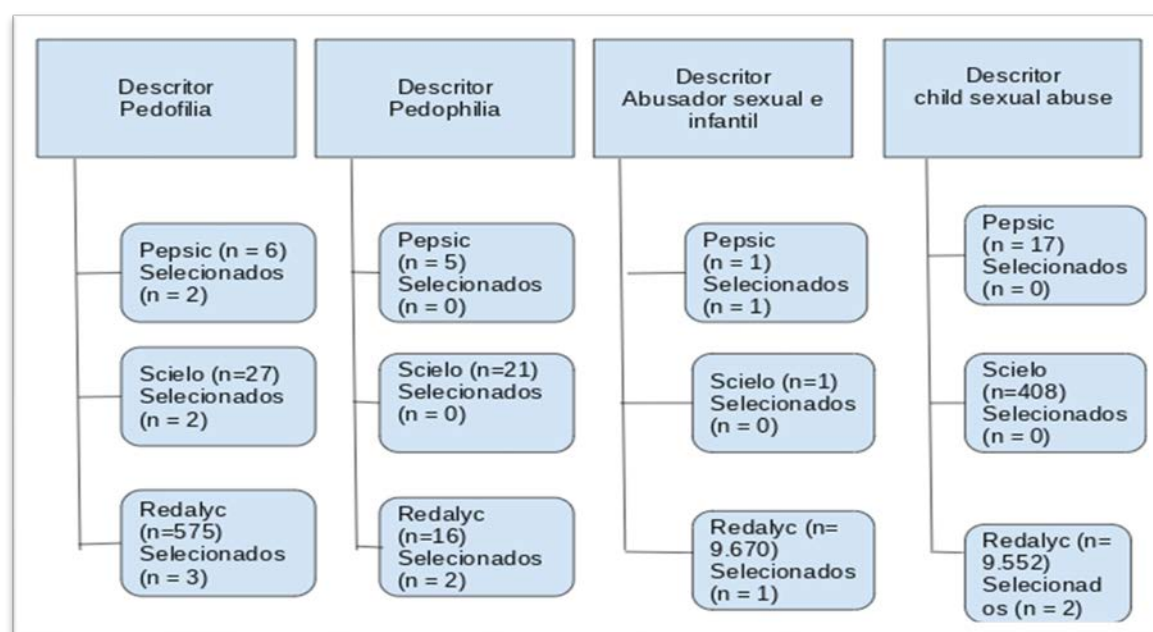 Descritor
Pedofilia
Descritor
Pedophilia
Descritor
Abusador sexual e
infantil
Descritor
child sexual abuse
Pepsic (n = 6)
Selecionados
(n = 2)
Pepsic
(n = 5)
Selecionados
(n = 0)
Pepsic
(n = 1)
Selecionados
(n = 1)
Pepsic
(n = 17)
Selecionados
(n = 0)
Scielo (n=27)
Selecionados
(n = 2)
Scielo (n=21)
Selecionados
(n = 0)
Scielo (n=1)
Selecionados
(n = 0)
Scielo
(n=408)
Selecionados
(n = 0)
Redalyc
(n=575)
Selecionados
(n = 3)
Redalyc
(n=16)
Selecionados
(n = 2)
Redalyc (n=
9.670)
Selecionados
(n = 1)
Redalyc (n=
9.552)
Selecionad
os (n = 2)